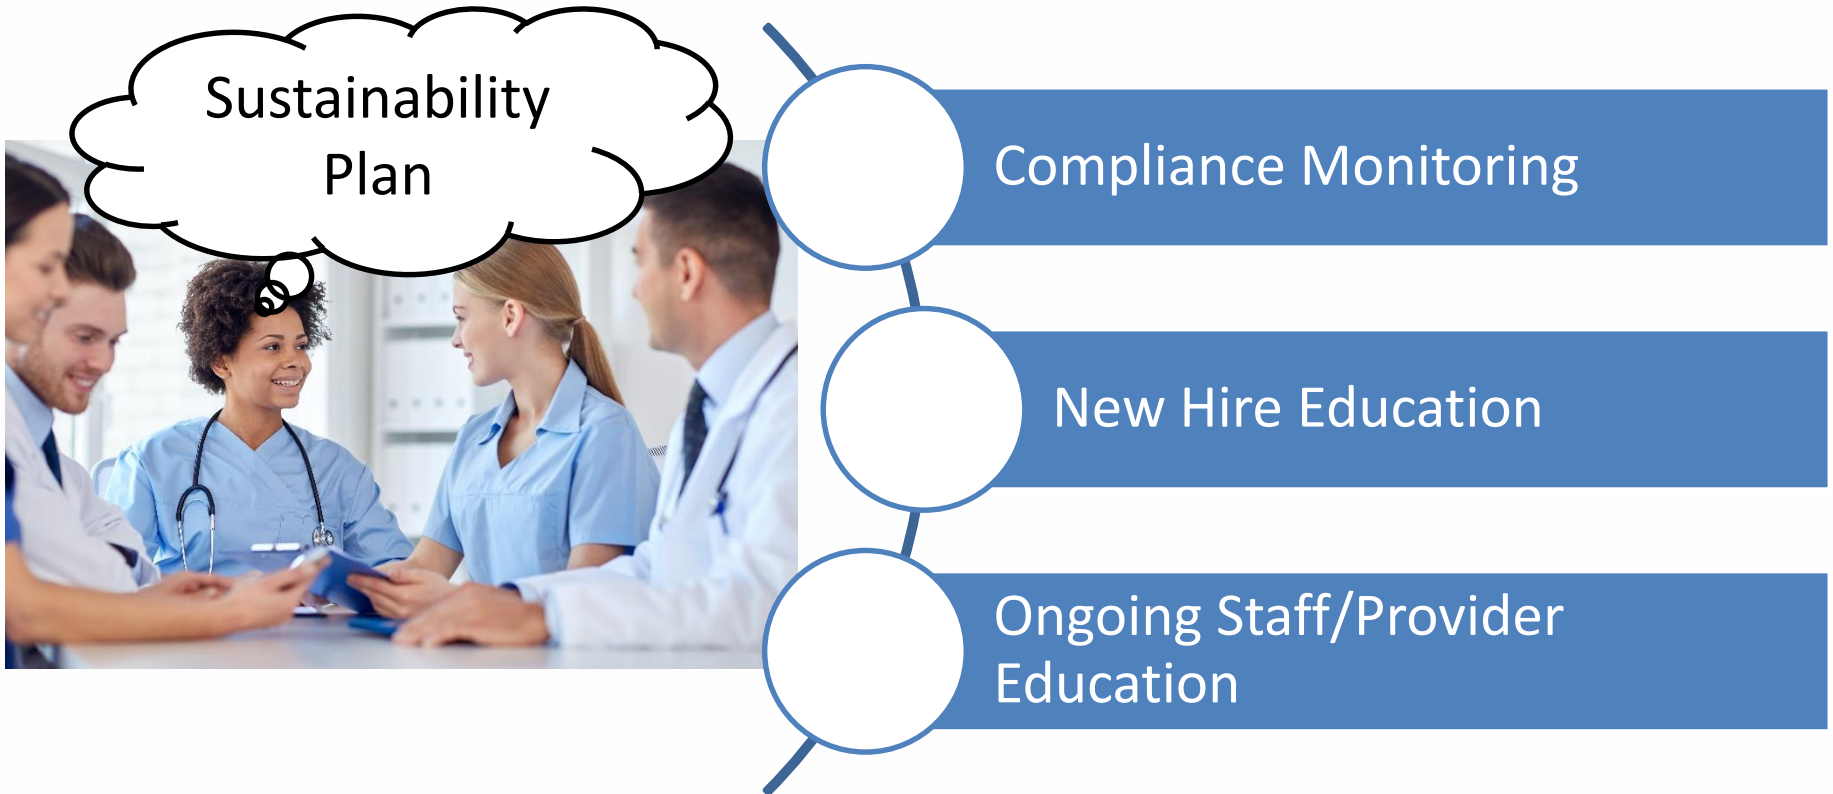 Sustainability
Plan
Compliance Monitoring
New Hire Education
Ongoing Staff/Provider
Education